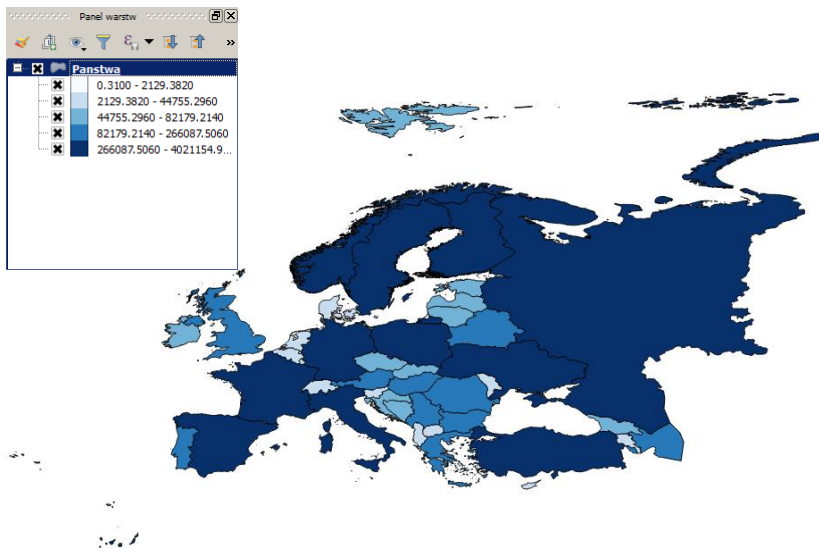 Panel warstw
»
Panstwa
0.3100 - 2129.3820
2129.3820 - 44755.2960
44755.2960 - 82179.2140
82179.2140 - 266087.5060
266087.5060 - 4021154.9...